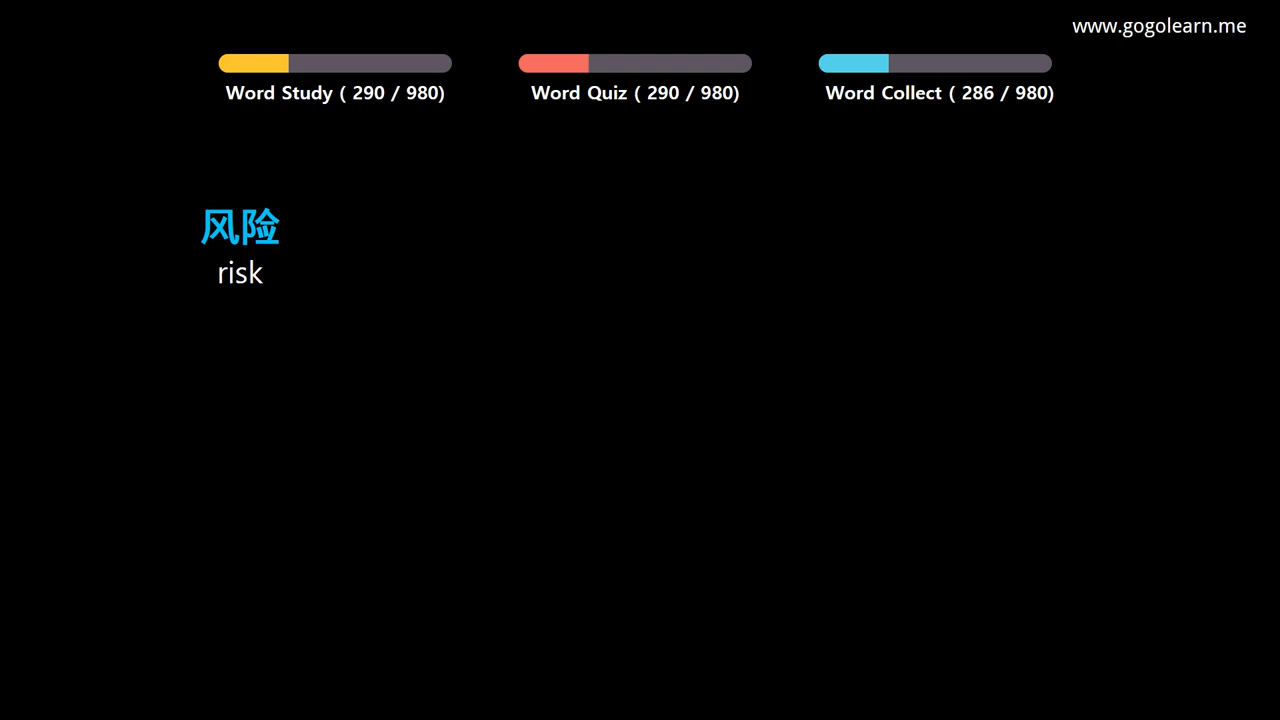 www.gogolearn.me
Word Study ( 290 / 980)
Word Quiz ( 290 / 980)
Word Collect ( 286 / 980)
风险
risk